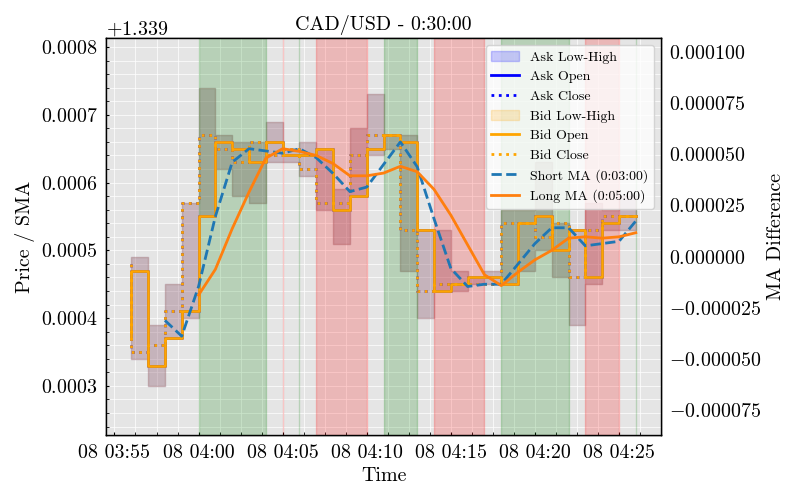 CAD/USD - 0:30:00
+1.339
0.0008
0.0007
0.0006
0.0005
0.0004
0.0003
Price / SMA
0.000100
0.000075
0.000050
0.000025
0.000000
−0.000025
−0.000050
−0.000075
MA Difference
Ask Low-High
Ask Open
Ask Close
Bid Low-High
Bid Open
Bid Close
Short MA (0:03:00)
Long MA (0:05:00)
08 03:55 08 04:00 08 04:05 08 04:10 08 04:15 08 04:20 08 04:25
Time